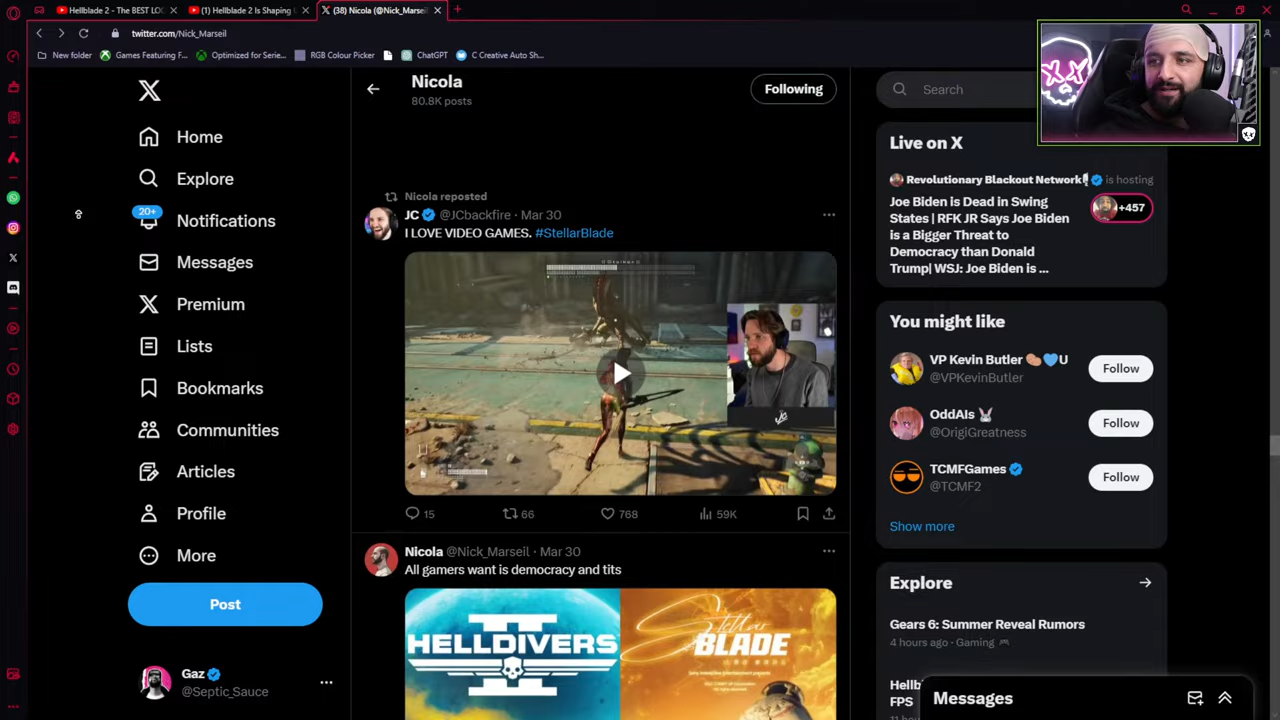 Hellblade 2 - The BEST LO
(1) Hellblade 2 Is Shaping
(38) Nicola (@Nick_Marseil
twitter.com/Nick_Marseil
New folder
Games Featuring F...
Optimized for Serie...
RGB Colour Picker
ChatGPT
C Creative Auto Sh...
Home
Explore
20+
Notifications
Messages
Premium
Lists
Bookmarks
Communities
Articles
Profile
More
Post
Gaz
@Septic_Sauce
Nicola
80.8K posts
Following
Nicola reposted
JC @JCbackfire · Mar 30
I LOVE VIDEO GAMES. #StellarBlade
15
66
768
59K
Nicola @Nick_Marseil · Mar 30
All gamers want is democracy and tits
HELLDIVERS
II
Stellar
BLADE
Search
Live on X
Revolutionary Blackout Network is hosting
Joe Biden is Dead in Swing
States | RFK JR Says Joe Biden
is a Bigger Threat to
Democracy than Donald
Trump| WSJ: Joe Biden is ...
+457
You might like
VP Kevin Butler U
@VPKevinButler
Follow
OddAIs
@OrigiGreatness
Follow
TCMFGames
@TCMF2
Follow
Show more
Explore
Gears 6: Summer Reveal Rumors
4 hours ago · Gaming
Hellb
FPS
Messages